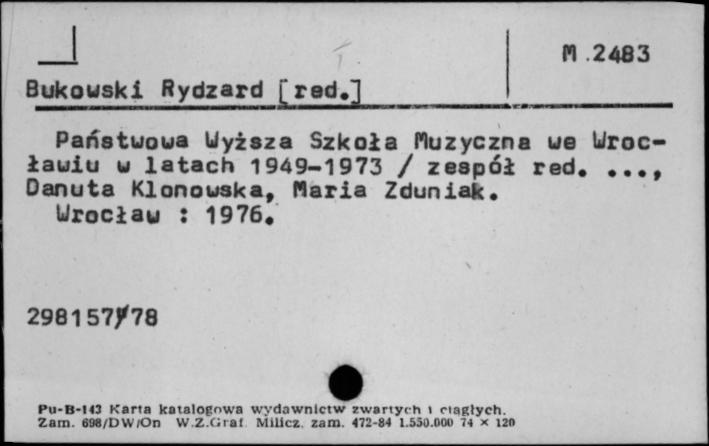 M 2483
Bukowski Rydzard [red.]
Państwowa Wyższa Szkoła Muzyczna we Wroc-
ławiu w latach 1949-1973 / zespół red. ...,
Danuta Klonowska, Maria Zduniak.
Wrocław : 1976.
298157/78
Pu-B-143 Karta katalogowa wydawnictw zwartych i ciągłych.
Zam. 698/DW/On W.Z.Graf. Milicz, zam. 472-84 1.550.000 74 × 120